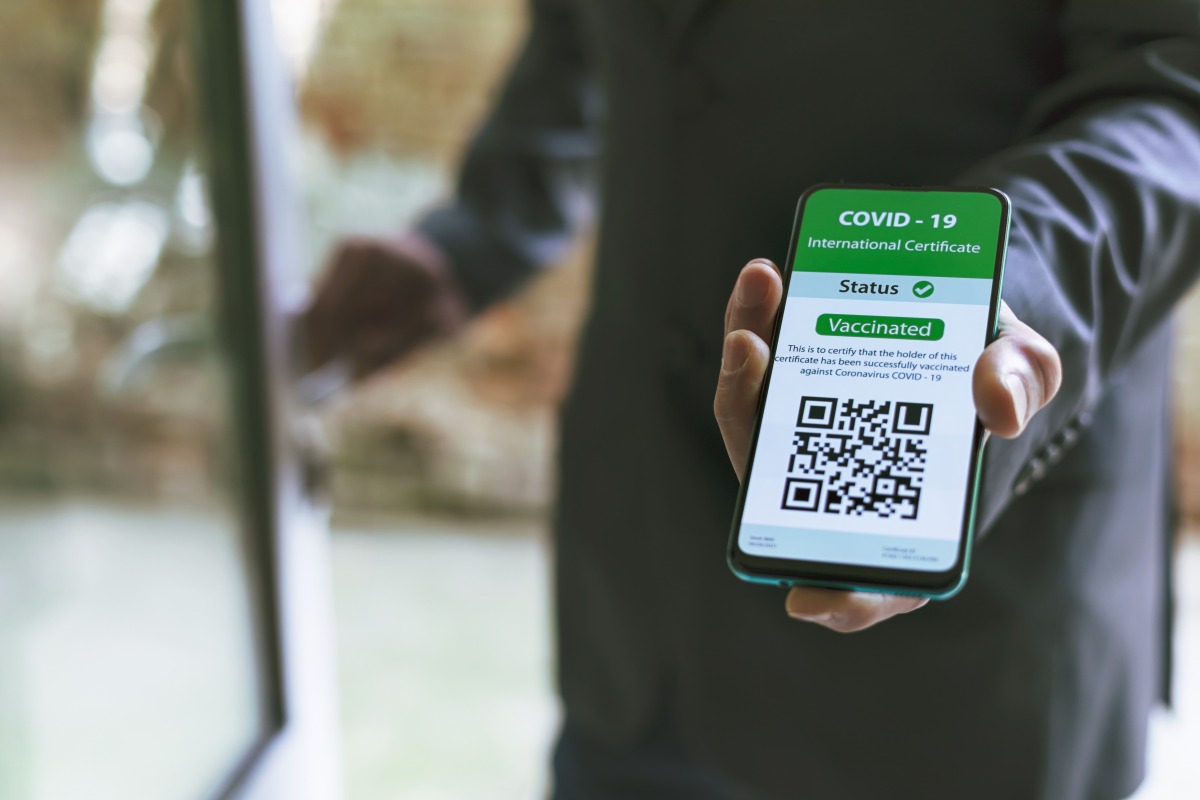 COVID - 19
International Certificate
Status
Vaccinated
This is to certify that the holder of this
certificate has been successfully vaccinated
against Coronavirus COVID - 19